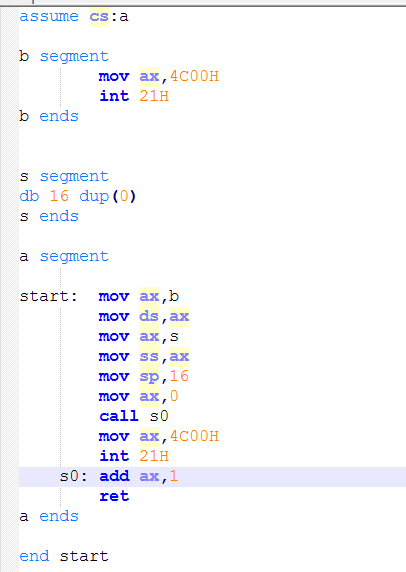 assume cs:a
b segment
mov ax,4C00H
int 21H
b ends
s segment
db 16 dup(0)
s ends
a segment
start: mov ax,b
mov ds,ax
mov ax,s
mov ss,ax
mov sp,16
mov ax,0
call s0
mov ax,4C00H
int 21H
s0: add ax,1
ret
a ends
end start